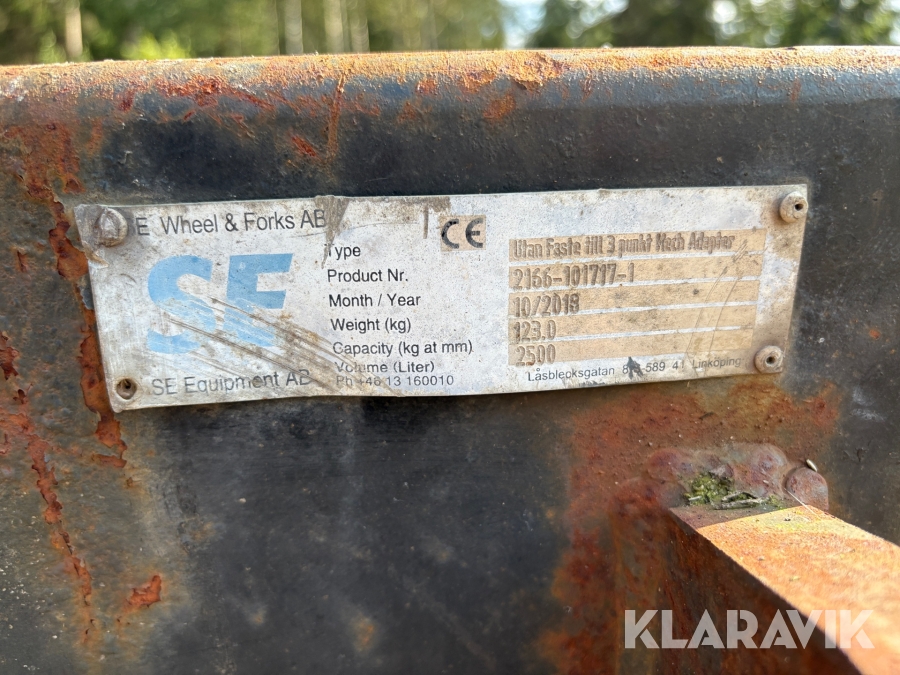 E Wheel & Forks AB
SE
SE Equipment AB
CE
Type Utan Faste till 3 punkt Mech Adapter
Product Nr. 2166-101717-1
Month / Year 10/2018
Weight (kg) 123.0
Capacity (kg at mm) 2500
Volume (Liter)
Ph +46 13 160010
Låsblecksgatan 589 41 Linköping
KLARAVIK